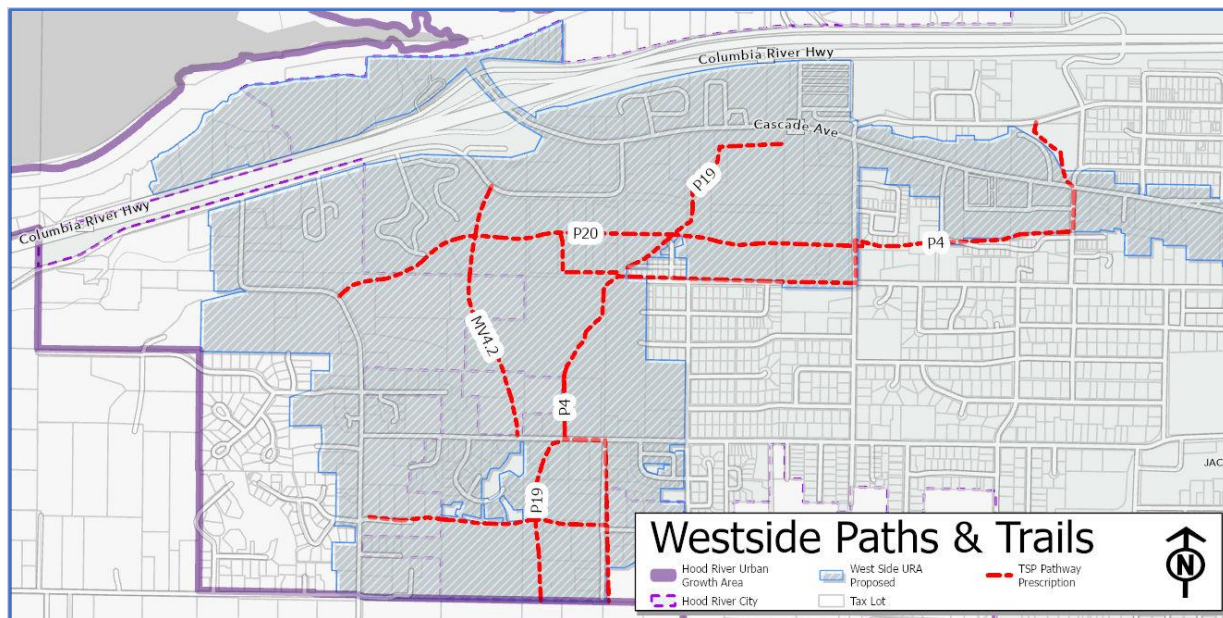 Columbia River Hwy
Cascade Ave
P19
Columbia River Hwy
P20
P4
MV4.2
P4
JAC
P19
Westside Paths & Trails
Hood River Urban
Growth Area
West Side URA
Proposed
TSP Pathway
Prescription
Hood River City
Tax Lot
N